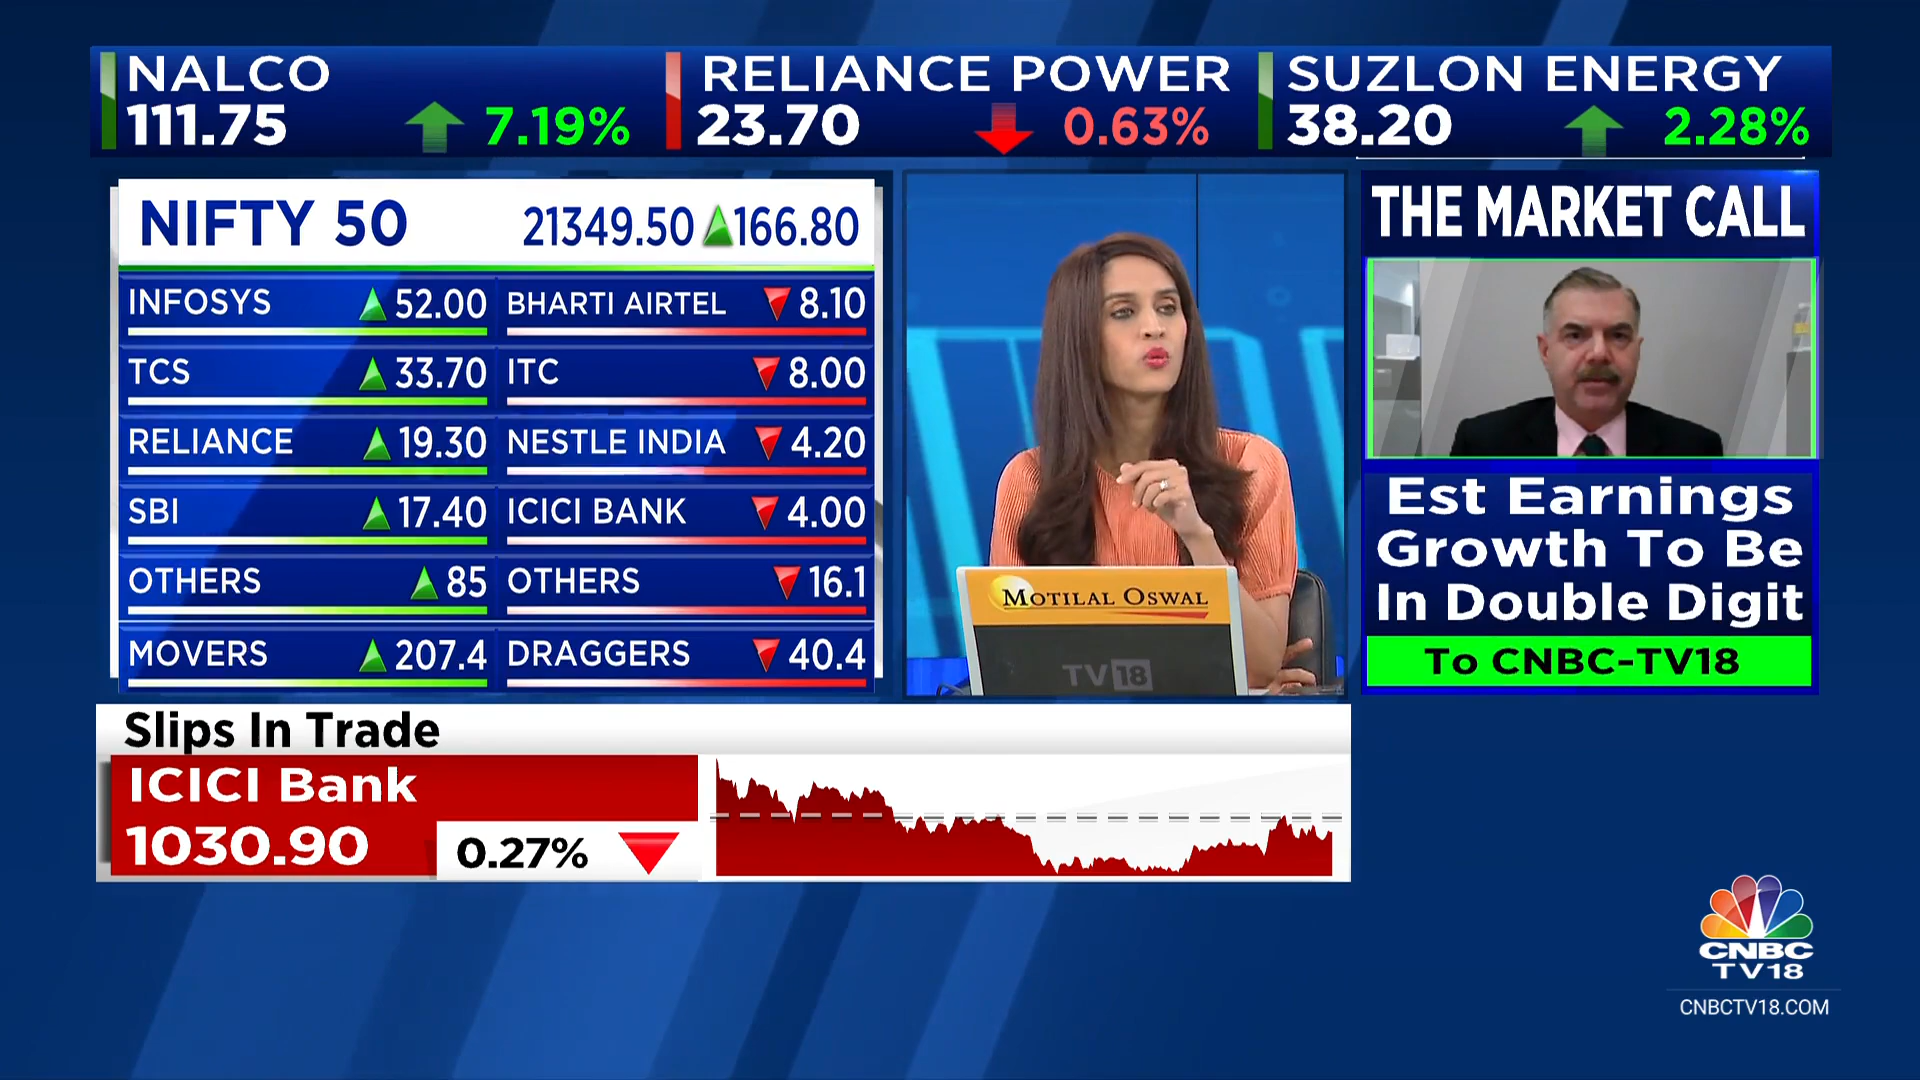 NALCO
111.75 7.19%
RELIANCE POWER
23.70 0.63%
SUZLON ENERGY
38.20 2.28%
NIFTY 50 21349.50 166.80
INFOSYS 52.00 BHARTI AIRTEL 8.10
TCS 33.70 ITC 8.00
RELIANCE 19.30 NESTLE INDIA 4.20
SBI 17.40 ICICI BANK 4.00
OTHERS 85 OTHERS 16.1
MOVERS 207.4 DRAGGERS 40.4
MOTILAL OSWAL
TV18
THE MARKET CALL
Est Earnings
Growth To Be
In Double Digit
To CNBC-TV18
Slips In Trade
ICICI Bank
1030.90 0.27%
CNBC
TV18
CNBCTV18.COM